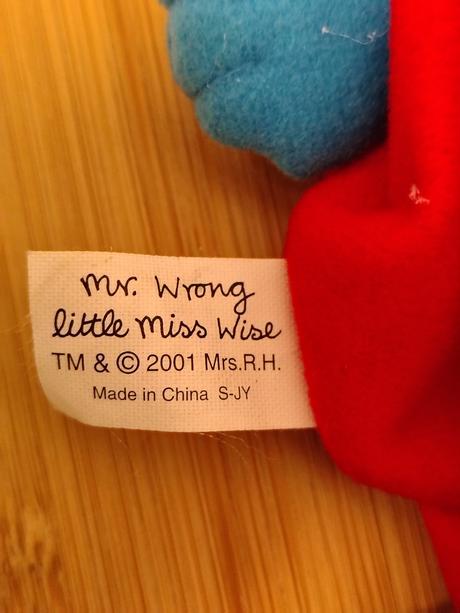 Mr. Wrong
little Miss Wise
TM & © 2001 Mrs.R.H.
Made in China S-JY